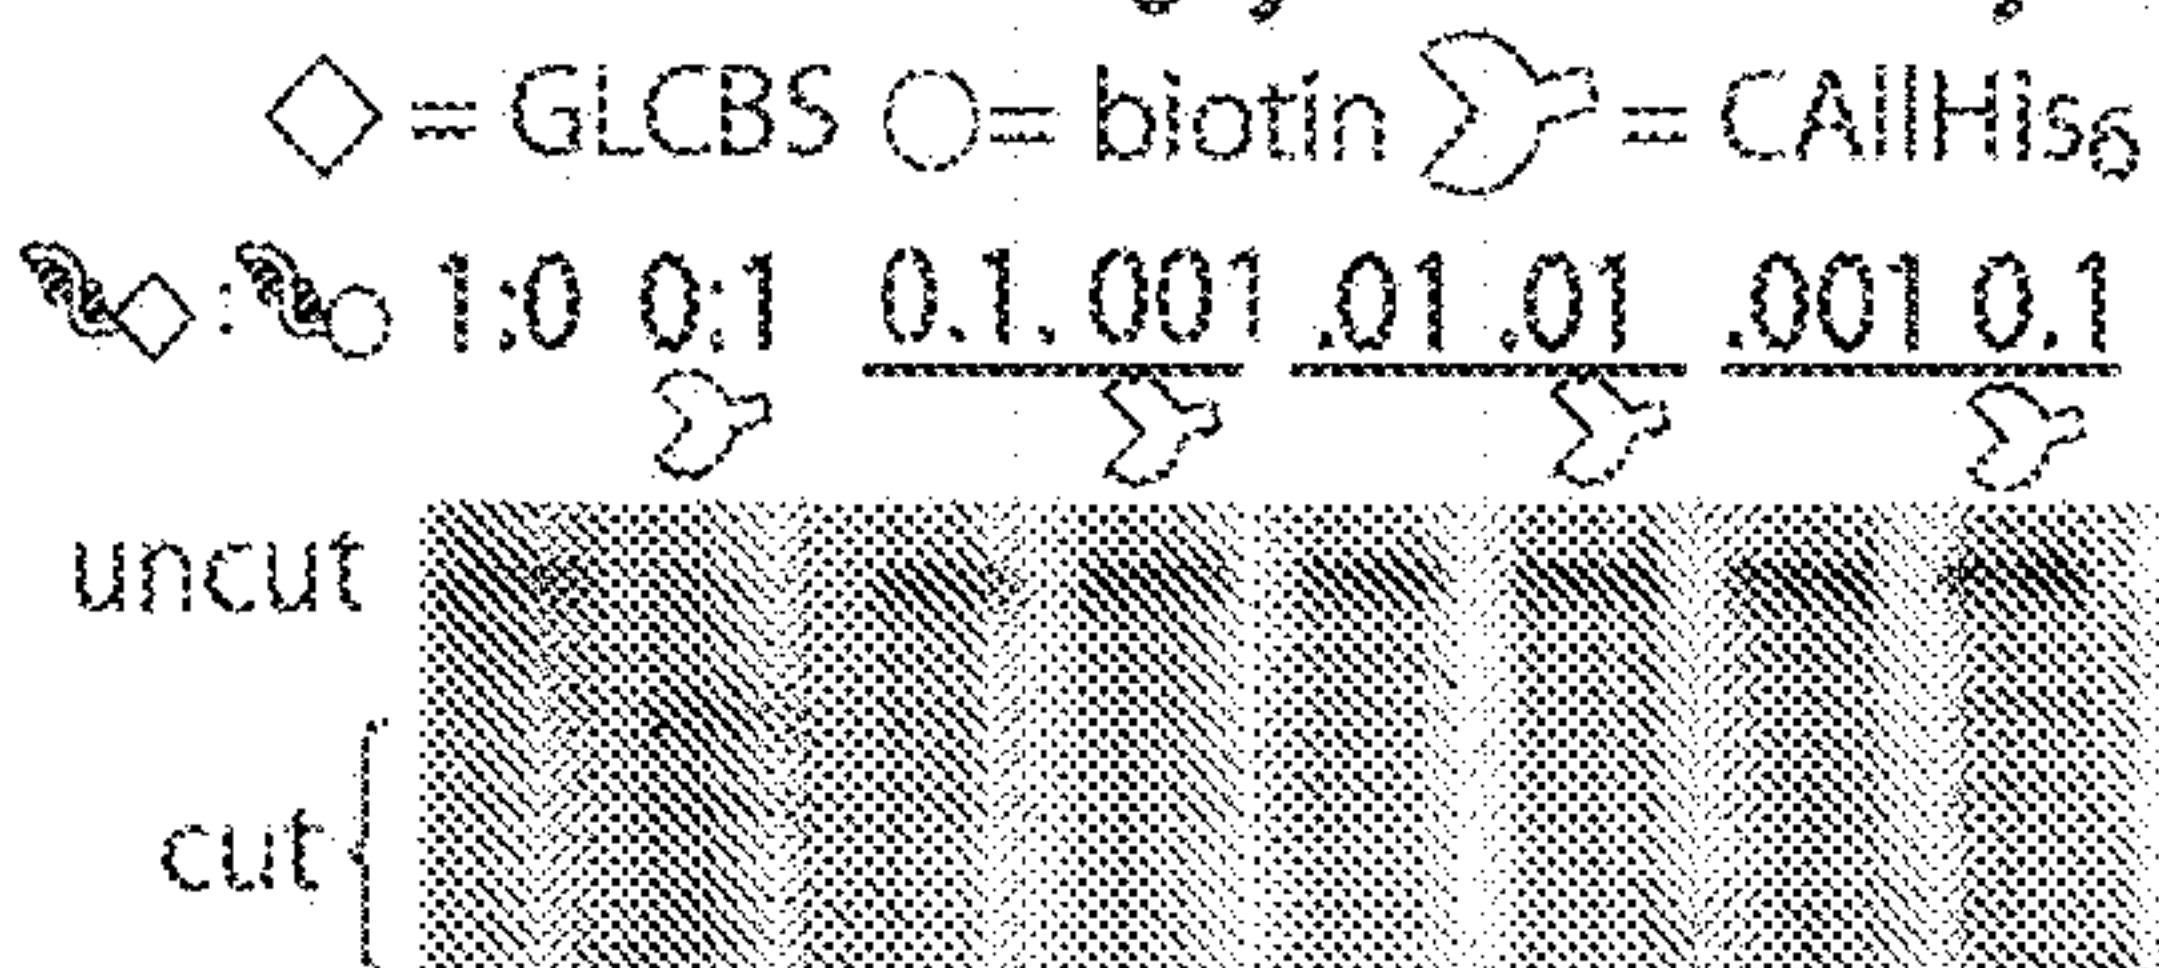 = GLCBS = biotin = CAIIHis6
: 1:0 0:1 0.1 .001 .01 .01 .001 0.1
uncut
cut